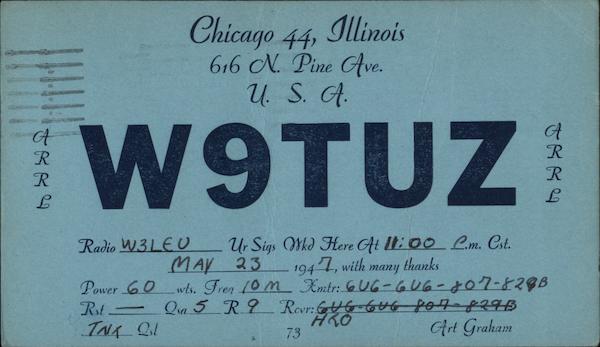 Chicago 44, Illinois
616 N. Pine Ave.
U. S. A.
ARRL
W9TUZ
ARRL
Radio W3LEU Ur Sigs Wkd Here At 11:00 P.m. Cst.
MAY 23 1947, with many thanks
Power 60 wts. Freq 10M Xmtr: 6U6-6U6-807-829B
Rst — Qsa 5 R 9 Rcvr: 6U6-6U6 807-829B
HRO
TNX Qsl 73 Art Graham